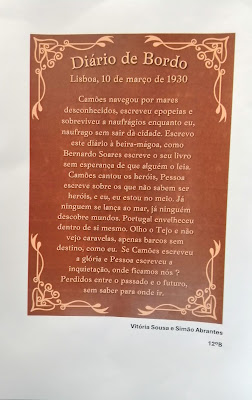 Diário de Bordo
Lisboa, 10 de março de 1930
Camões navegou por mares
desconhecidos, escreveu epopeias e
sobreviveu a naufrágios enquanto eu,
naufrago sem sair da cidade. Escrevo
este diário à beira-mágoa, como
Bernardo Soares escreve o seu livro
sem esperança de que alguém o leia.
Camões cantou os heróis, Pessoa
escreve sobre os que não sabem ser
heróis, e eu, eu estou no meio. Já
ninguem se lança ao mar, já ninguém
descobre mundos. Portugal envelheceu
dentro de si mesmo. Olho o Tejo e não
vejo caravelas, apenas barcos sem
destino, como eu. Se Camões escreveu
a glória e Pessoa escreveu a
inquietação, onde ficamos nós ?
Perdidos entre o passado e o futuro,
sem saber para onde ir.
Vitória Sousa e Simão Abrantes
12ºB